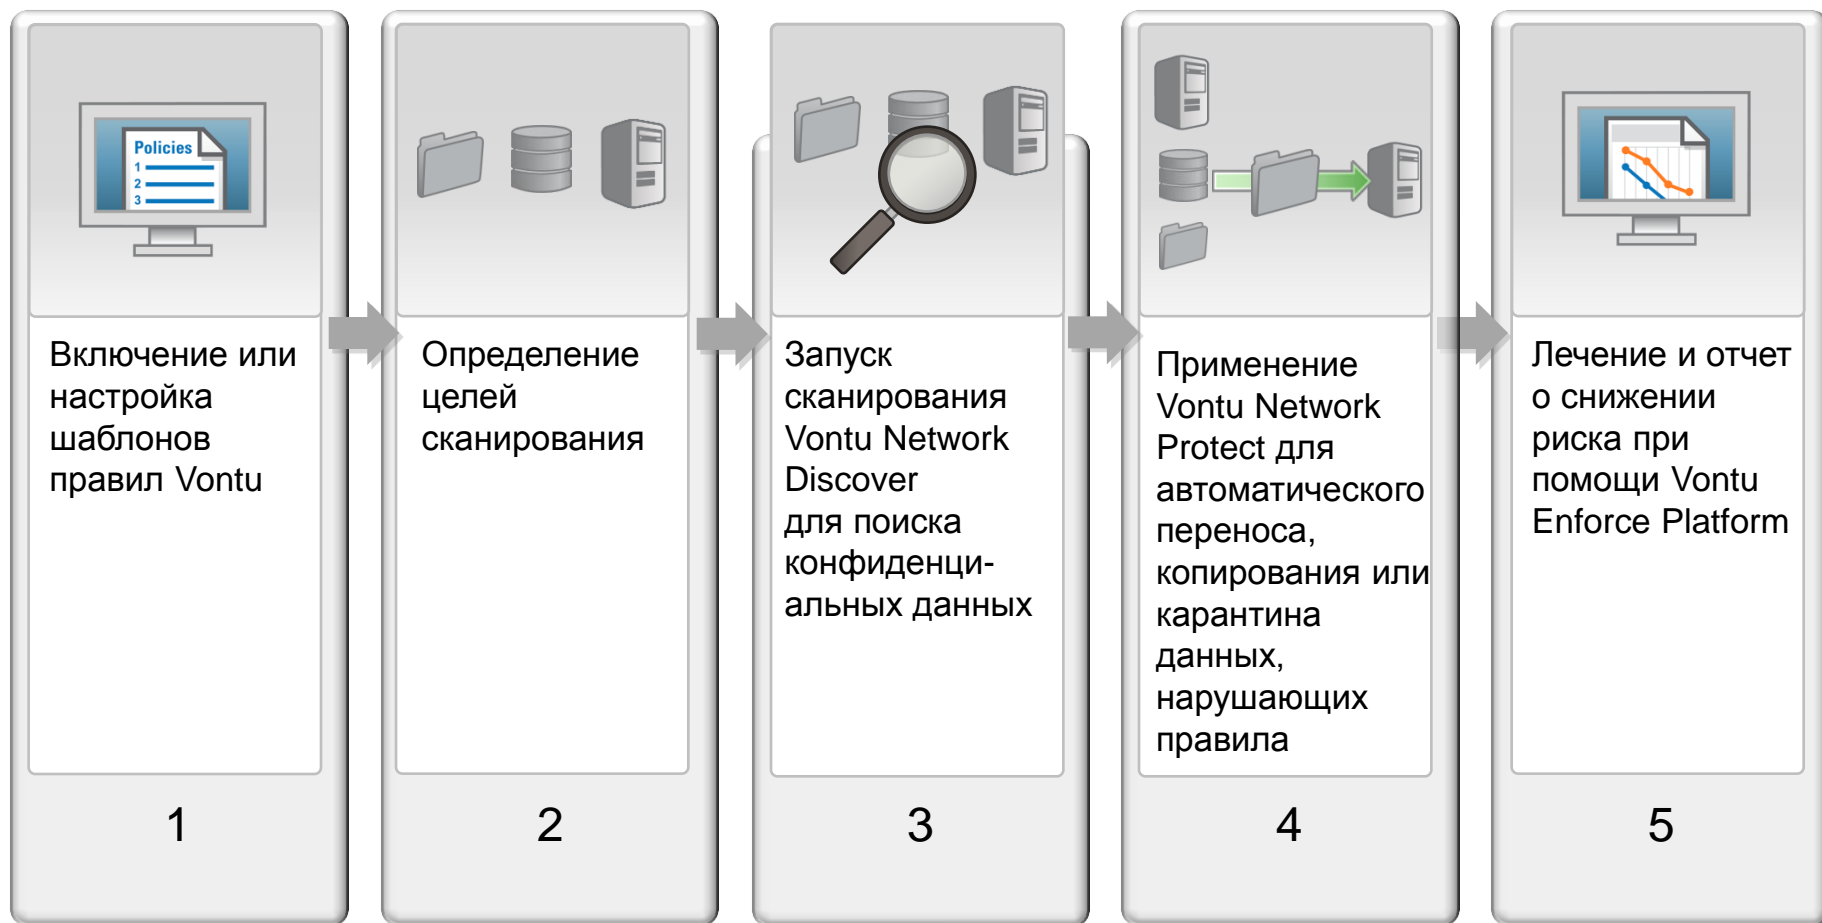 Policies
1
2
3
Включение или
настройка
шаблонов
правил Vontu
1
Определение
целей
сканирования
2
Запуск
сканирования
Vontu Network
Discover
для поиска
конфиденци-
альных данных
3
Применение
Vontu Network
Protect для
автоматического
переноса,
копирования или
карантина
данных,
нарушающих
правила
4
Лечение и отчет
о снижении
риска при
помощи Vontu
Enforce Platform
5